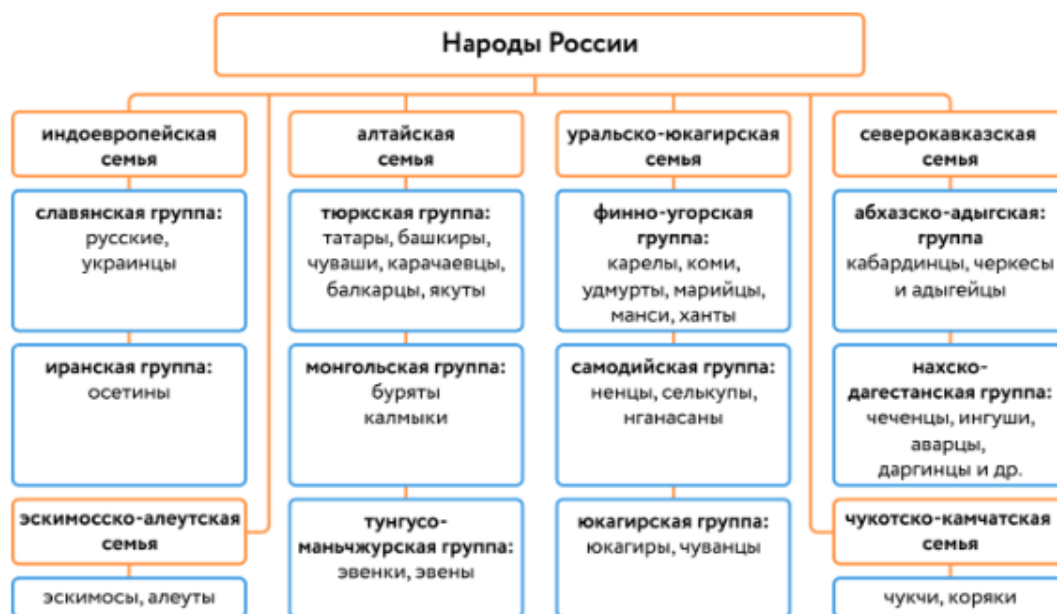 Народы России
индоевропейская
семья
славянская группа:
русские,
украинцы
иранская группа:
осетины
эскимосско-алеутская
семья
эскимосы, алеуты
алтайская
семья
тюркская группа:
татары, башкиры,
чуваши, карачаевцы,
балкарцы, якуты
монгольская группа:
буряты
калмыки
тунгусо-
маньчжурская группа:
эвенки, эвены
уральско-юкагирская
семья
финно-угорская
группа:
карелы, коми,
удмурты, марийцы,
манси, ханты
самодийская группа:
ненцы, селькупы,
нганасаны
юкагирская группа:
юкагиры, чуванцы
северокавказская
семья
абхазско-адыгская:
группа
кабардинцы, черкесы
и адыгейцы
нахско-
дагестанская группа:
чеченцы, ингуши,
аварцы,
даргинцы и др.
чукотско-камчатская
семья
чукчи, коряки